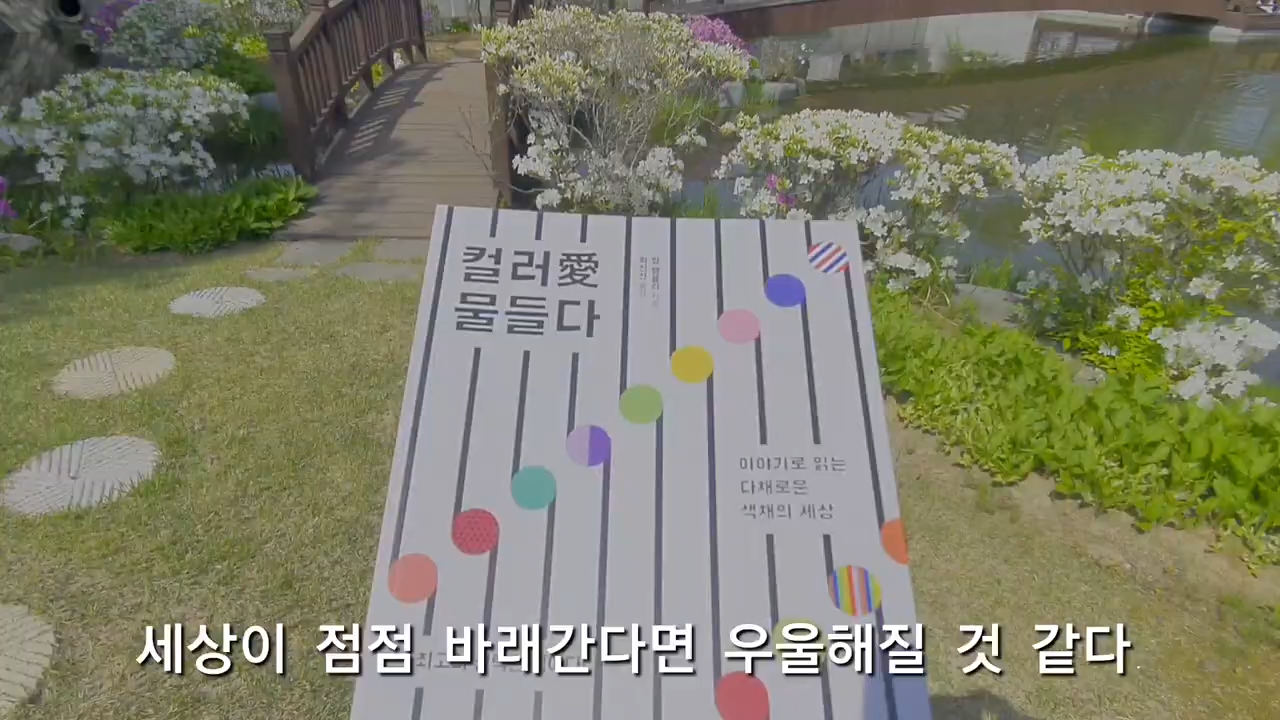 컬러愛
물들다
이야기로 읽는
다채로운
색채의 세상
세상이 점점 바래간다면 우울해질 것 같다